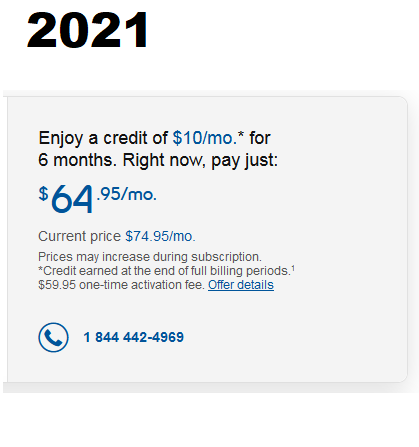 2021
Enjoy a credit of $10/mo.* for
6 months. Right now, pay just:
$64.95/mo.
Current price $74.95/mo.
Prices may increase during subscription.
*Credit earned at the end of full billing periods.¹
$59.95 one-time activation fee. Offer details
1 844 442-4969